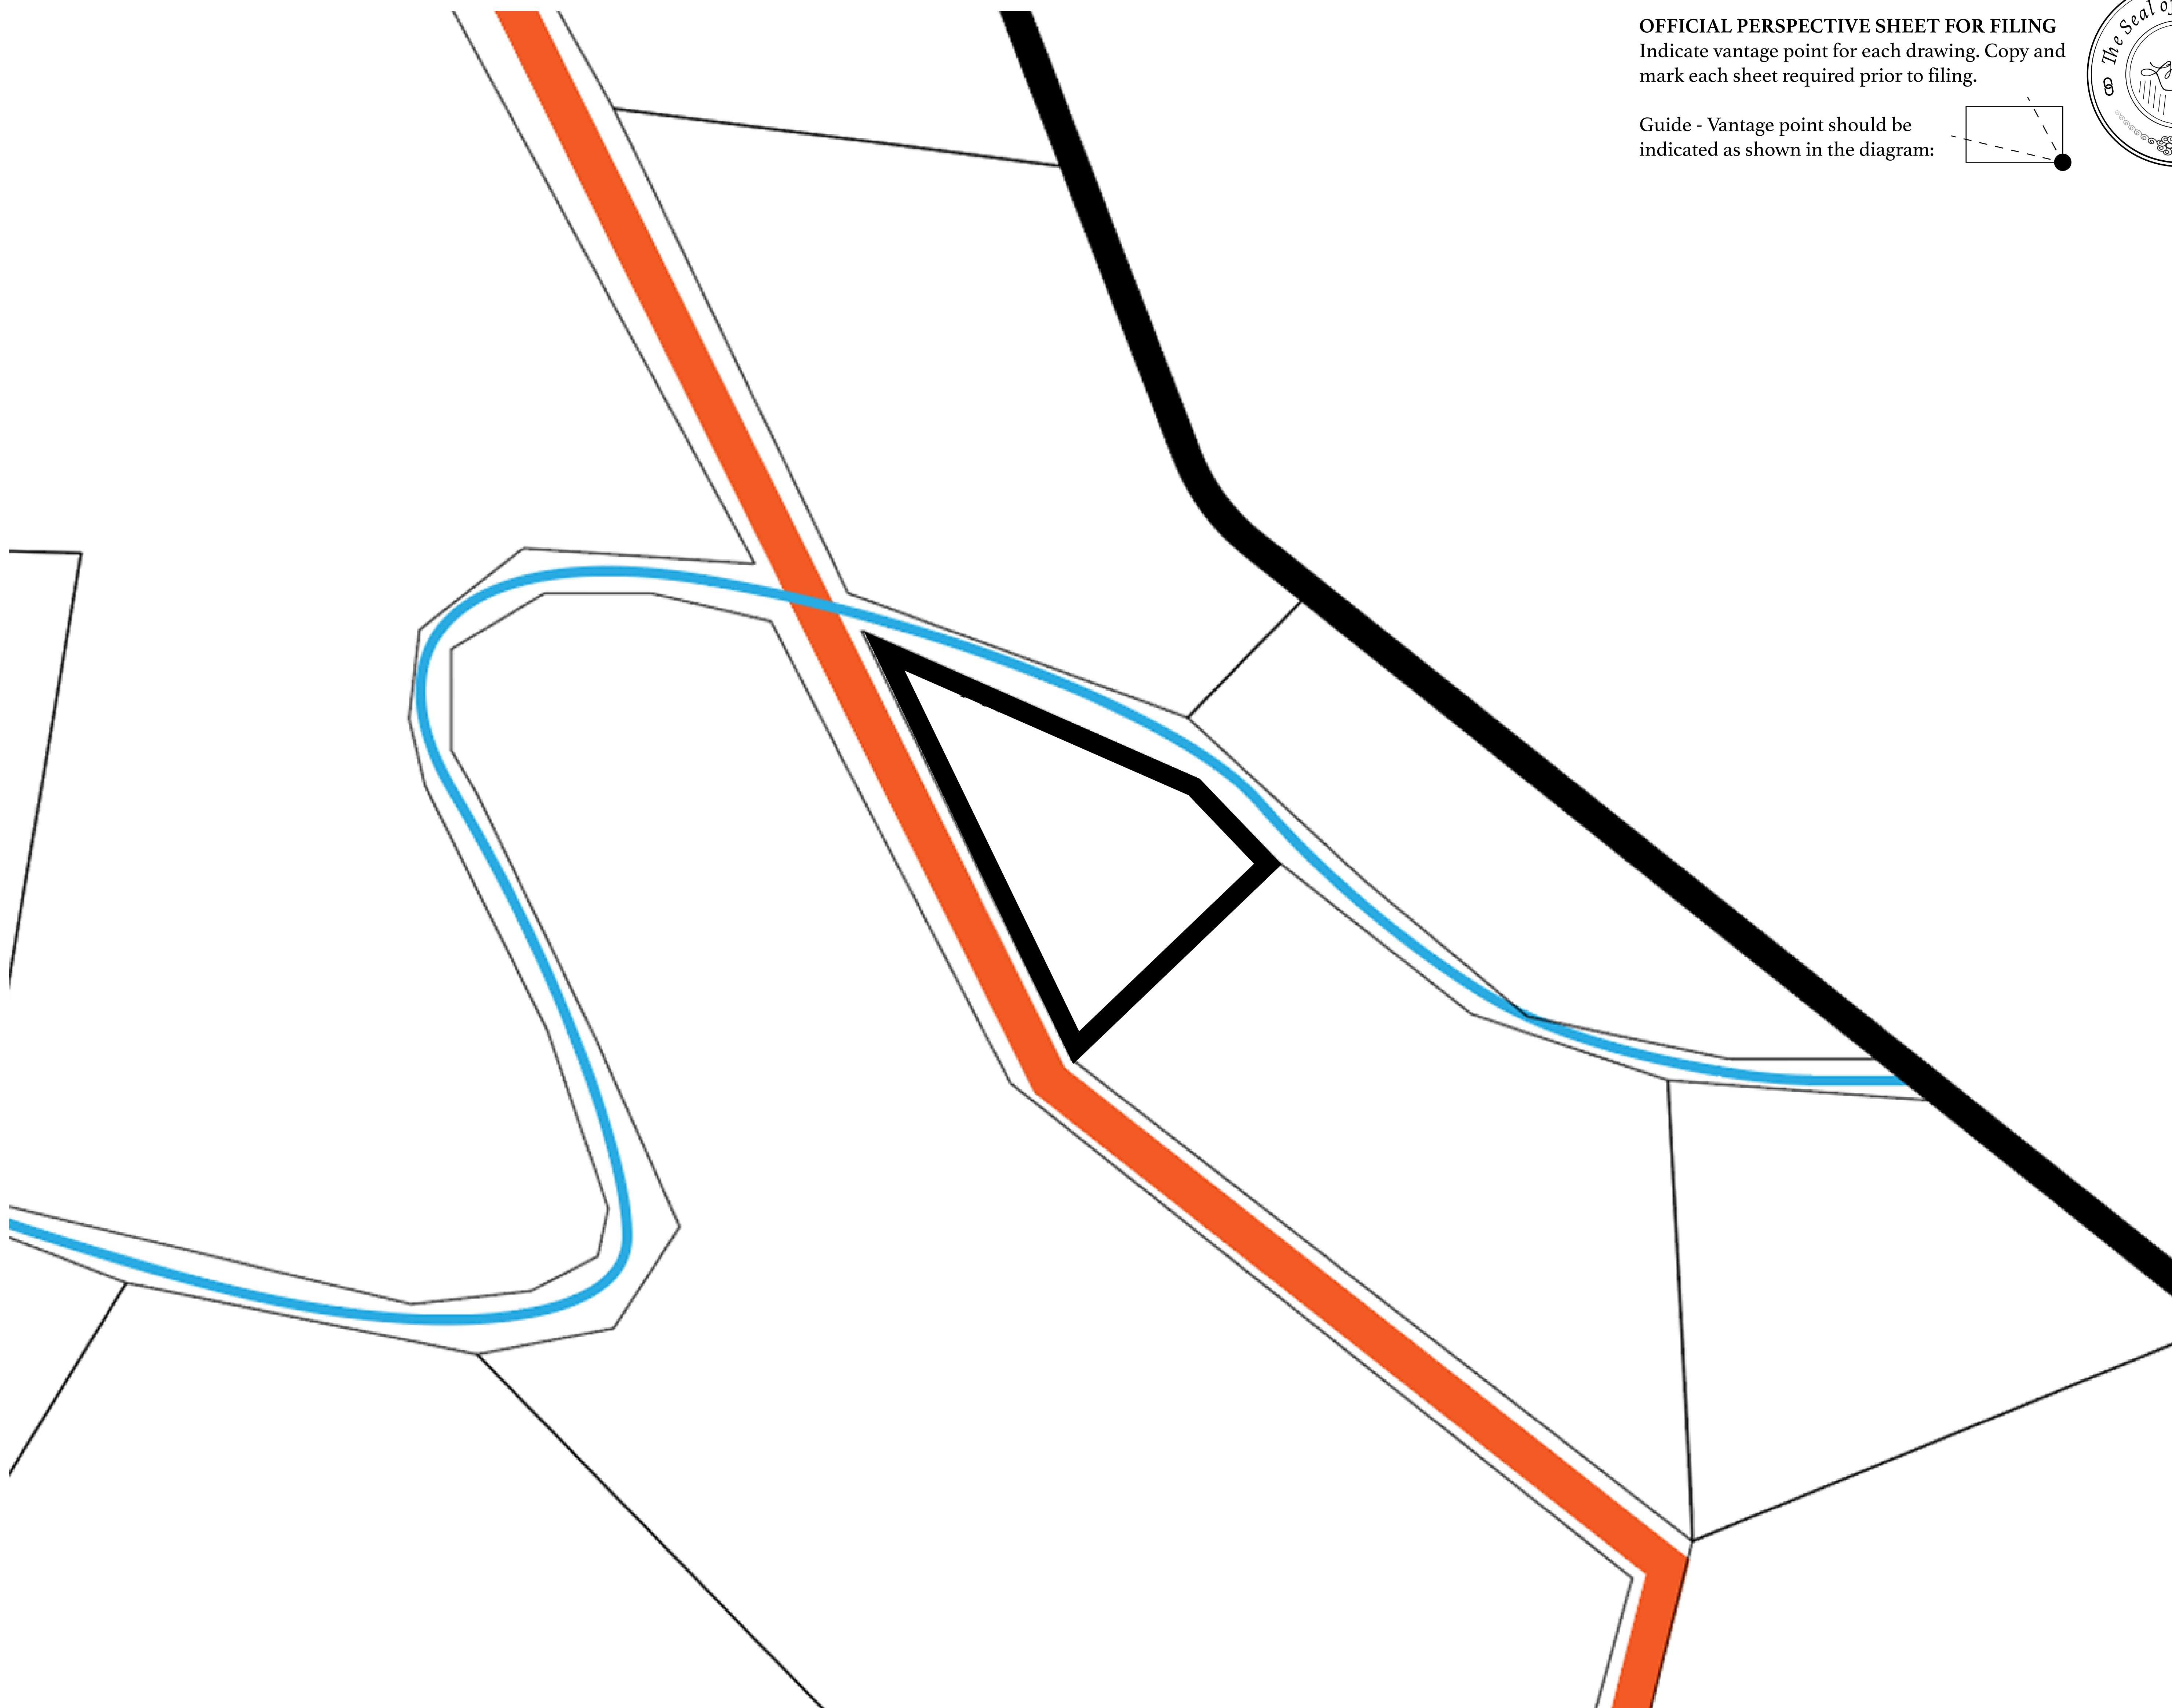 OFFICIAL PERSPECTIVE SHEET FOR FILING
Indicate vantage point for each drawing. Copy and
mark each sheet required prior to filing.
Guide - Vantage point should be
indicated as shown in the diagram:
The Seal of